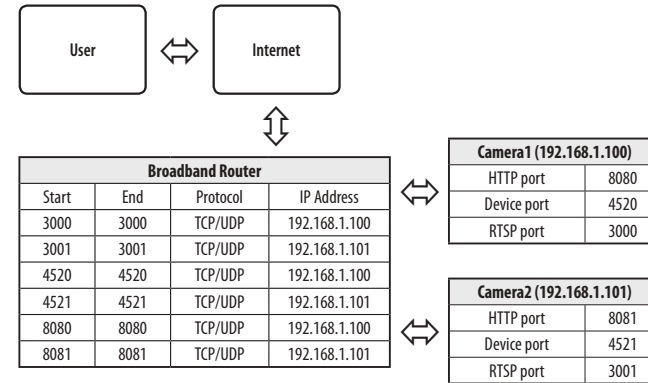 User
Internet
Broadband Router
Start End Protocol IP Address
3000 3000 TCP/UDP 192.168.1.100
3001 3001 TCP/UDP 192.168.1.101
4520 4520 TCP/UDP 192.168.1.100
4521 4521 TCP/UDP 192.168.1.101
8080 8080 TCP/UDP 192.168.1.100
8081 8081 TCP/UDP 192.168.1.101
Camera1 (192.168.1.100)
HTTP port 8080
Device port 4520
RTSP port 3000
Camera2 (192.168.1.101)
HTTP port 8081
Device port 4521
RTSP port 3001